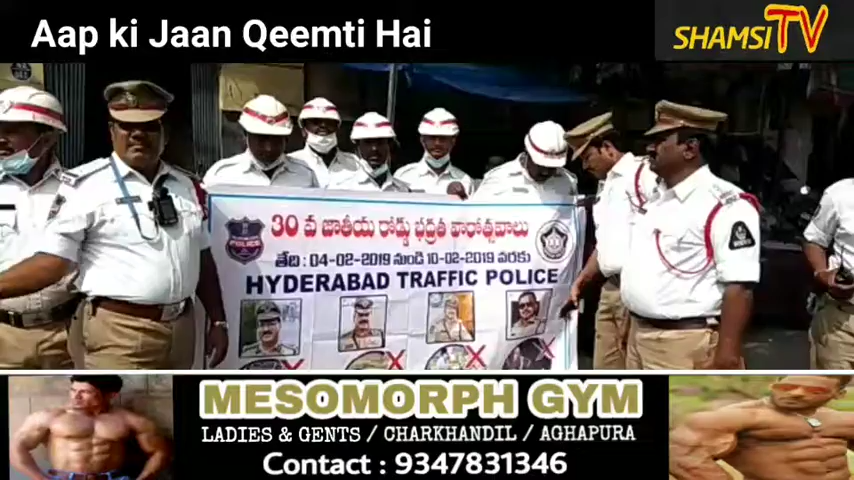 Aap ki Jaan Qeemti Hai
SHAMSI TV
30 వ జాతీయ రోడ్డు భద్రత వారోత్సవాలు
తేది : 04-02-2019 నుండి 10-02-2019 వరకు
HYDERABAD TRAFFIC POLICE
POLICE
MESOMORPH GYM
LADIES & GENTS / CHARKHANDIL / AGHAPURA
Contact : 9347831346